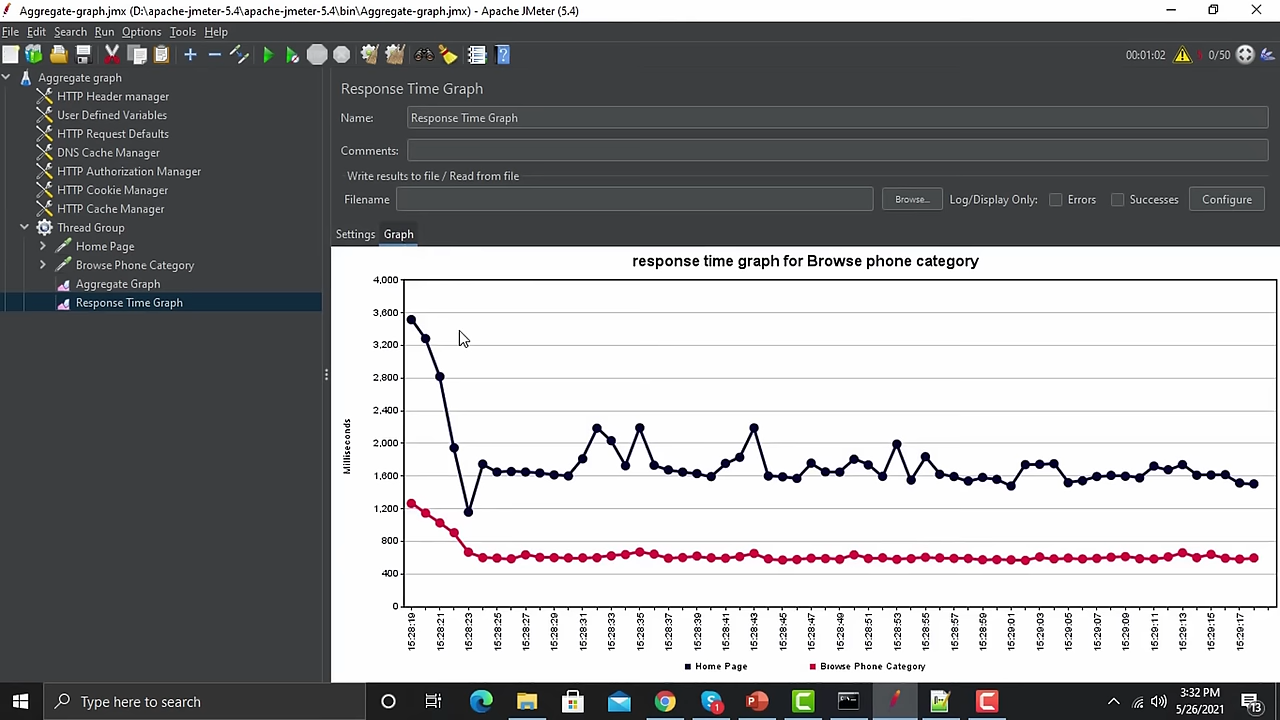 Aggregate-graph.jmx (D:\apache-jmeter-5.4\apache-jmeter-5.4\bin\Aggregate-graph.jmx) - Apache JMeter (5.4)
File Edit Search Run Options Tools Help
00:01:02 0/50
Aggregate graph
HTTP Header manager
User Defined Variables
HTTP Request Defaults
DNS Cache Manager
HTTP Authorization Manager
HTTP Cookie Manager
HTTP Cache Manager
Thread Group
Home Page
Browse Phone Category
Aggregate Graph
Response Time Graph
Response Time Graph
Name: Response Time Graph
Comments:
Write results to file / Read from file
Filename Browse... Log/Display Only: Errors Successes Configure
Settings Graph
response time graph for Browse phone category
Milliseconds
4,000
3,600
3,200
2,800
2,400
2,000
1,600
1,200
800
400
0
15:28:19
15:28:21
15:28:23
15:28:25
15:28:27
15:28:29
15:28:31
15:28:33
15:28:35
15:28:37
15:28:39
15:28:41
15:28:43
15:28:45
15:28:47
15:28:49
15:28:51
15:28:53
15:28:55
15:28:57
15:28:59
15:29:01
15:29:03
15:29:05
15:29:07
15:29:09
15:29:11
15:29:13
15:29:15
15:29:17
Home Page Browse Phone Category
Type here to search
1
3:32 PM
5/26/2021
13